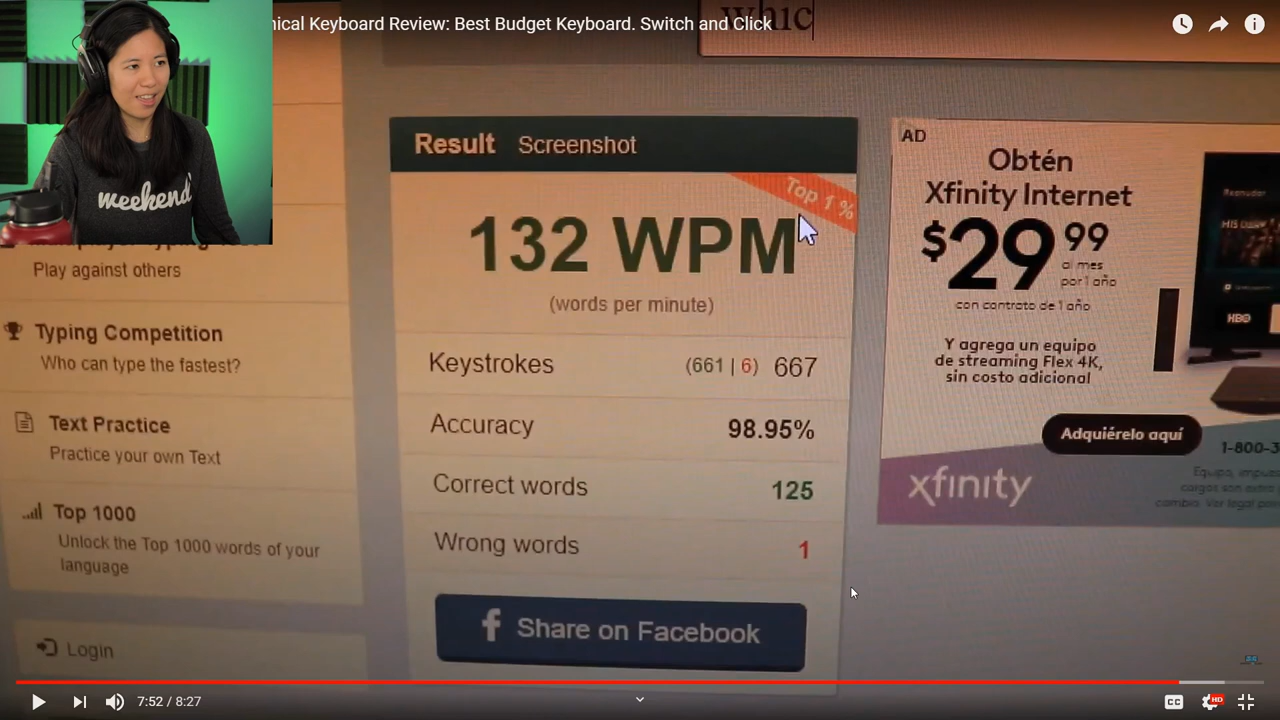 nical Keyboard Review: Best Budget Keyboard. Switch and Click
whic
weekend
Play against others
Typing Competition
Who can type the fastest?
Text Practice
Practice your own Text
Top 1000
Unlock the Top 1000 words of your
language
Login
Result Screenshot
Top 1 %
132 WPM
(words per minute)
Keystrokes (661 | 6) 667
Accuracy 98.95%
Correct words 125
Wrong words 1
f Share on Facebook
AD
Obtén
Xfinity Internet
$29 99
al mes
por 1 año
con contrato de 1 año
Y agrega un equipo
de streaming Flex 4K,
sin costo adicional
Adquiérelo aquí
1-800-3
xfinity
HBO
7:52 / 8:27
CC
HD